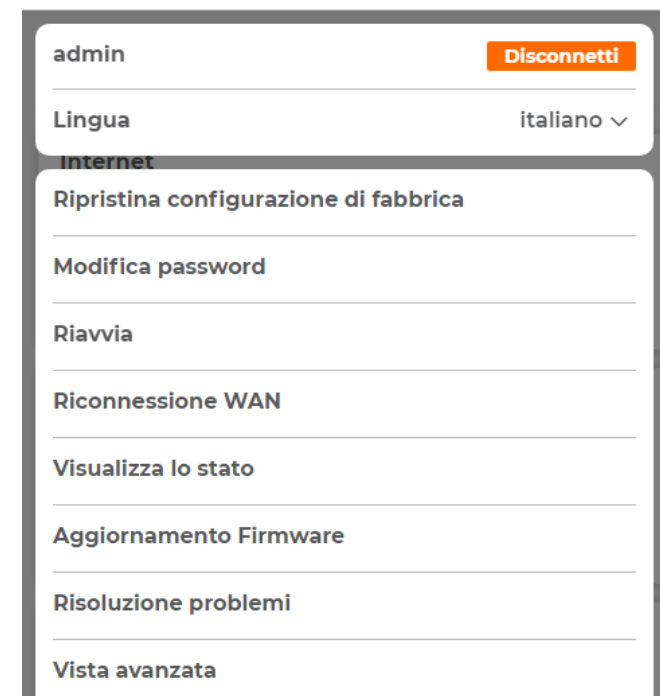 admin
Disconnetti
Lingua
italiano
Internet
Ripristina configurazione di fabbrica
Modifica password
Riavvia
Riconnessione WAN
Visualizza lo stato
Aggiornamento Firmware
Risoluzione problemi
Vista avanzata